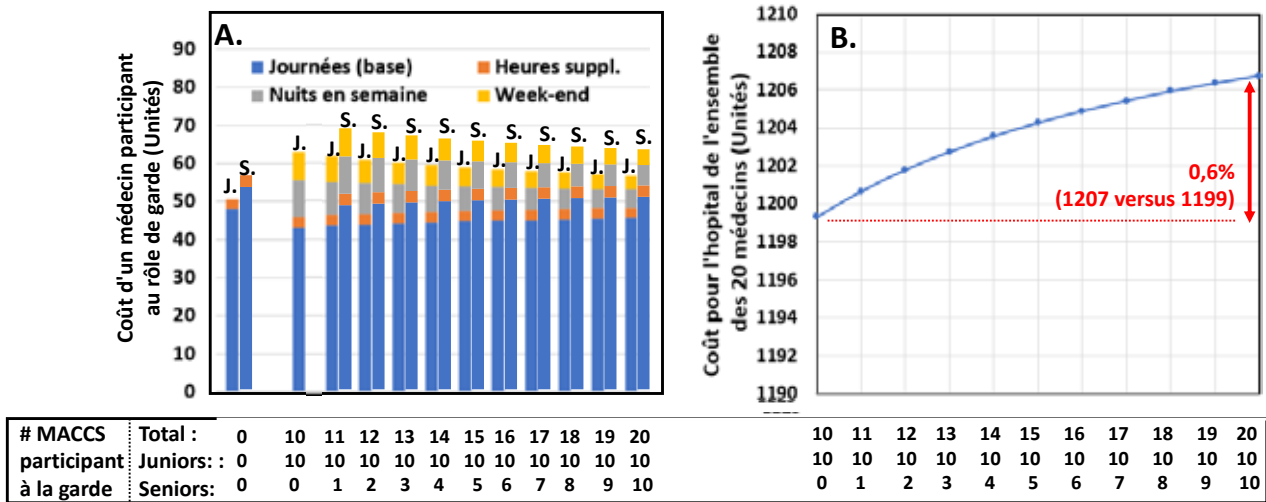 A.
Coût d'un médecin participant
au rôle de garde (Unités)
90
80
70
60
50
40
30
20
10
0
Journées (base) Heures suppl.
Nuits en semaine Week-end
J. S. J. J. S. J. S. J. S. J. S. J. S. J. S. J. S. J. S. J. S. J. S.
B.
Coût pour l'hopital de l'ensemble
des 20 médecins (Unités)
1210
1208
1206
1204
1202
1200
1198
1196
1194
1192
1190
0,6%
(1207 versus 1199)
# MACCS Total : 0 10 11 12 13 14 15 16 17 18 19 20 10 11 12 13 14 15 16 17 18 19 20
participant Juniors: : 0 10 10 10 10 10 10 10 10 10 10 10 10 10 10 10 10 10 10 10 10 10 10
à la garde Seniors: 0 0 1 2 3 4 5 6 7 8 9 10 0 1 2 3 4 5 6 7 8 9 10